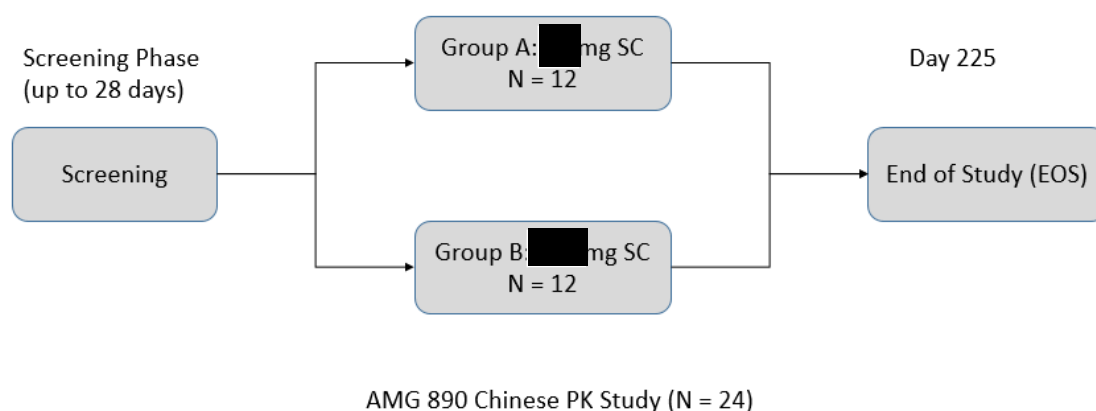 Screening Phase
(up to 28 days)
Screening
Group A: mg SC
N = 12
Group B: mg SC
N = 12
Day 225
End of Study (EOS)
AMG 890 Chinese PK Study (N = 24)